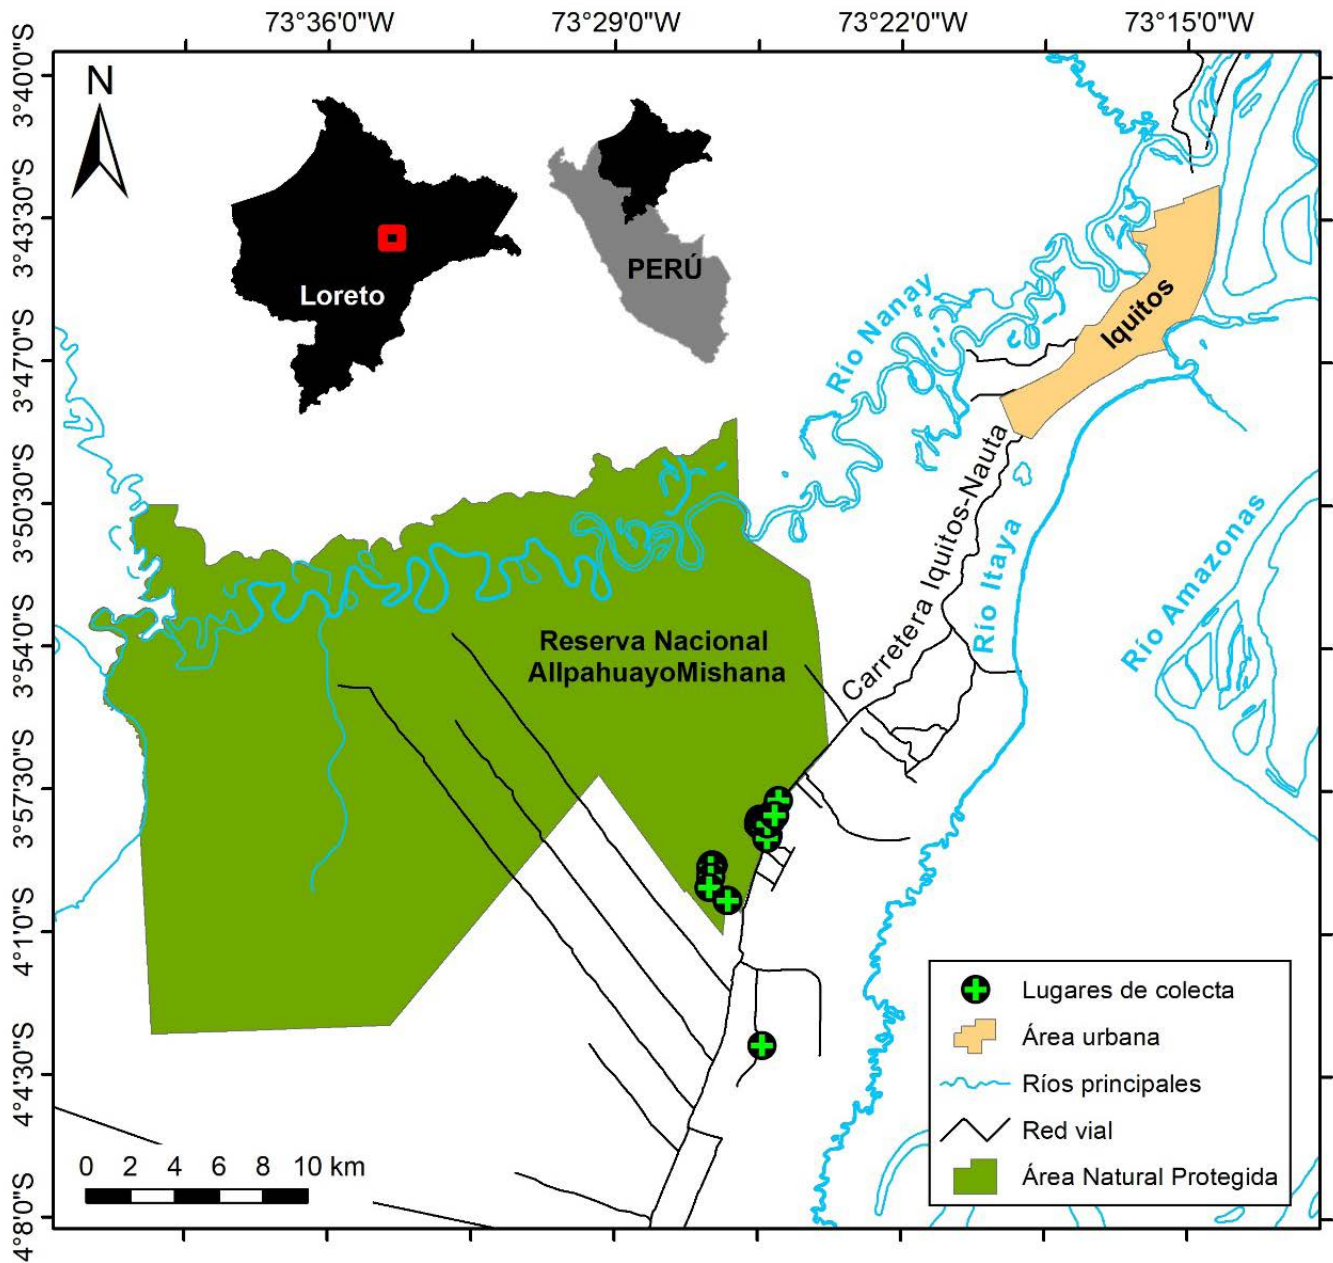 73°36'0"W
73°29'0"W
73°22'0"W
73°15'0"W
3°40'0"S
3°43'30"S
3°47'0"S
3°50'30"S
3°54'0"S
3°57'30"S
4°1'0"S
4°4'30"S
4°8'0"S
N
Loreto
PERÚ
Río Nanay
Iquitos
Carretera Iquitos-Nauta
Río Itaya
Río Amazonas
Reserva Nacional
AllpahuayoMishana
Lugares de colecta
Área urbana
Ríos principales
Red vial
Área Natural Protegida
0 2 4 6 8 10 km